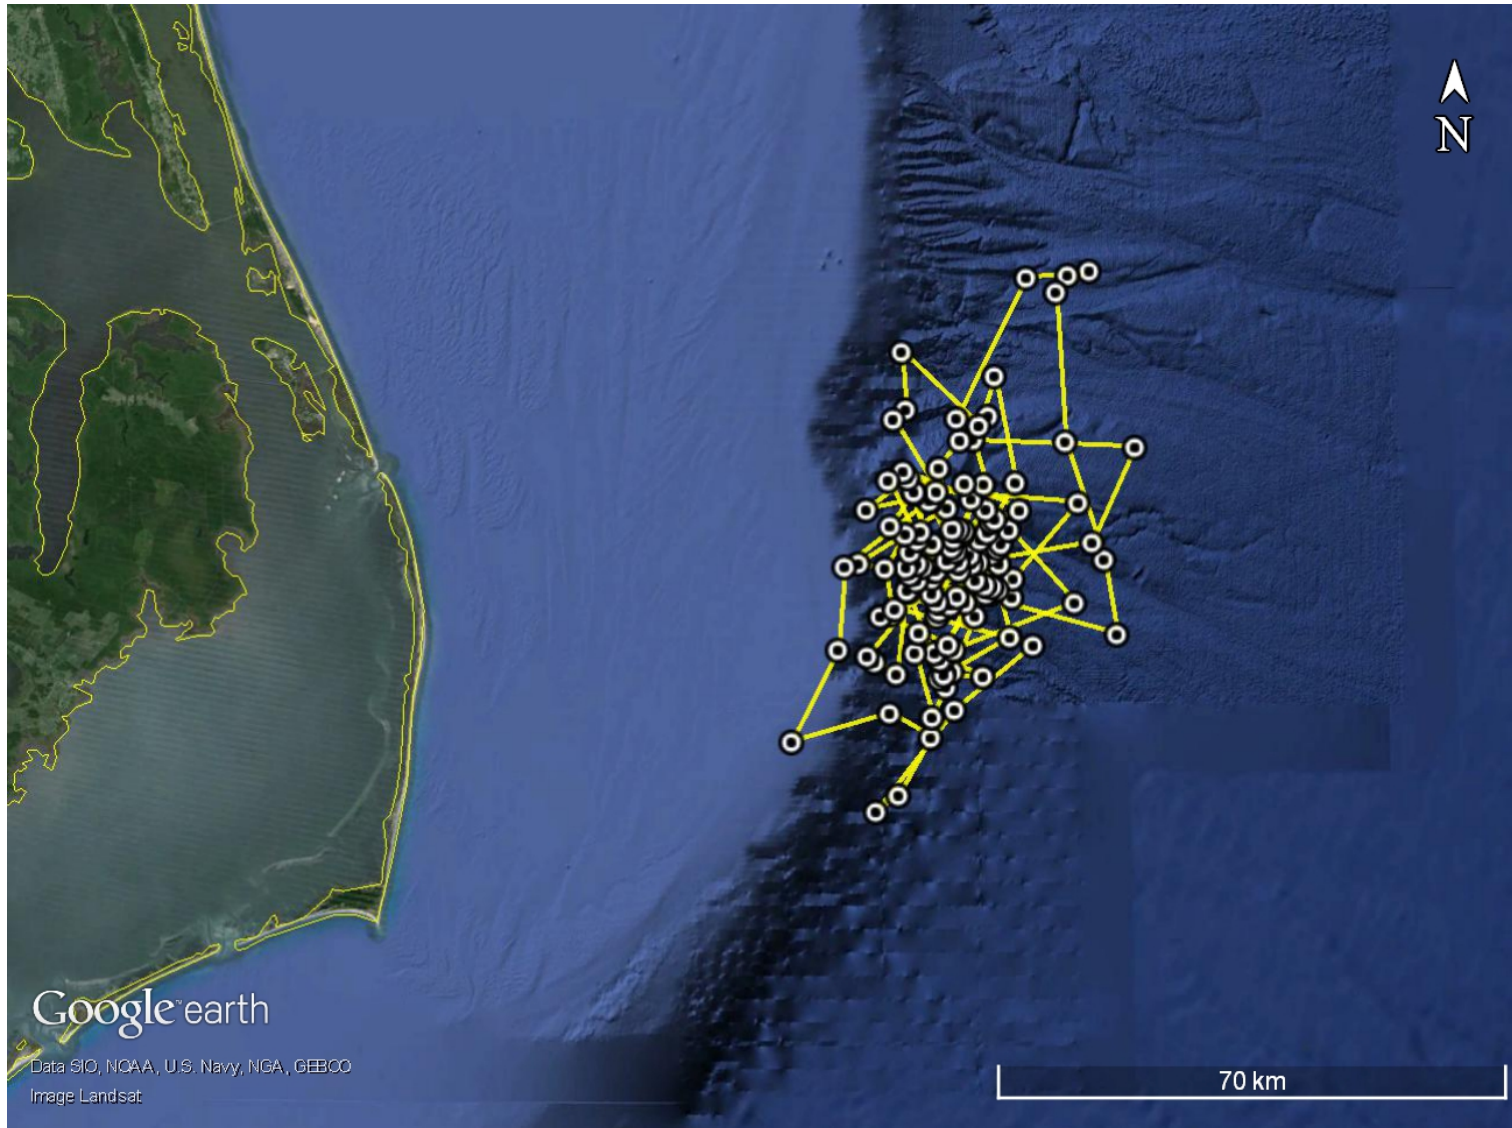 N
Google earth
Data SIO, NOAA, U.S. Navy, NGA, GEBCO
Image Landsat
70 km